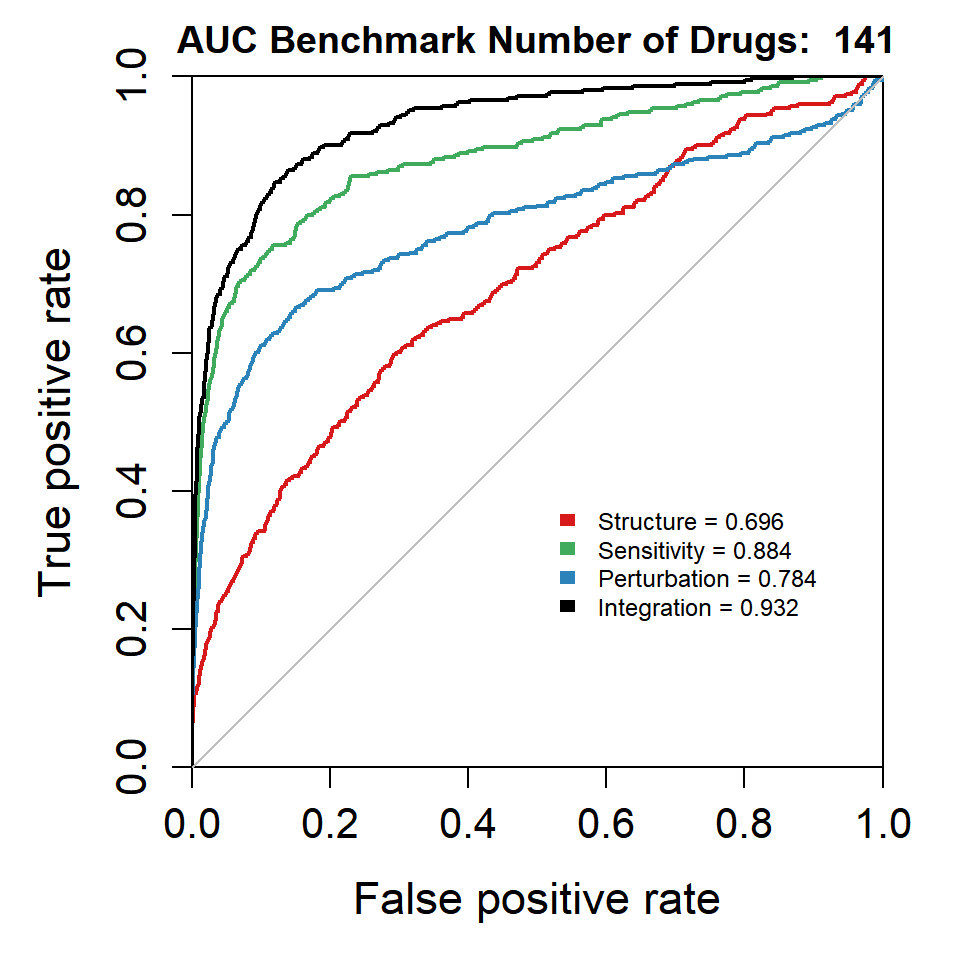 AUC Benchmark Number of Drugs: 141
True positive rate
1.0
0.8
0.6
0.4
0.2
0.0
Structure = 0.696
Sensitivity = 0.884
Perturbation = 0.784
Integration = 0.932
0.0 0.2 0.4 0.6 0.8 1.0
False positive rate